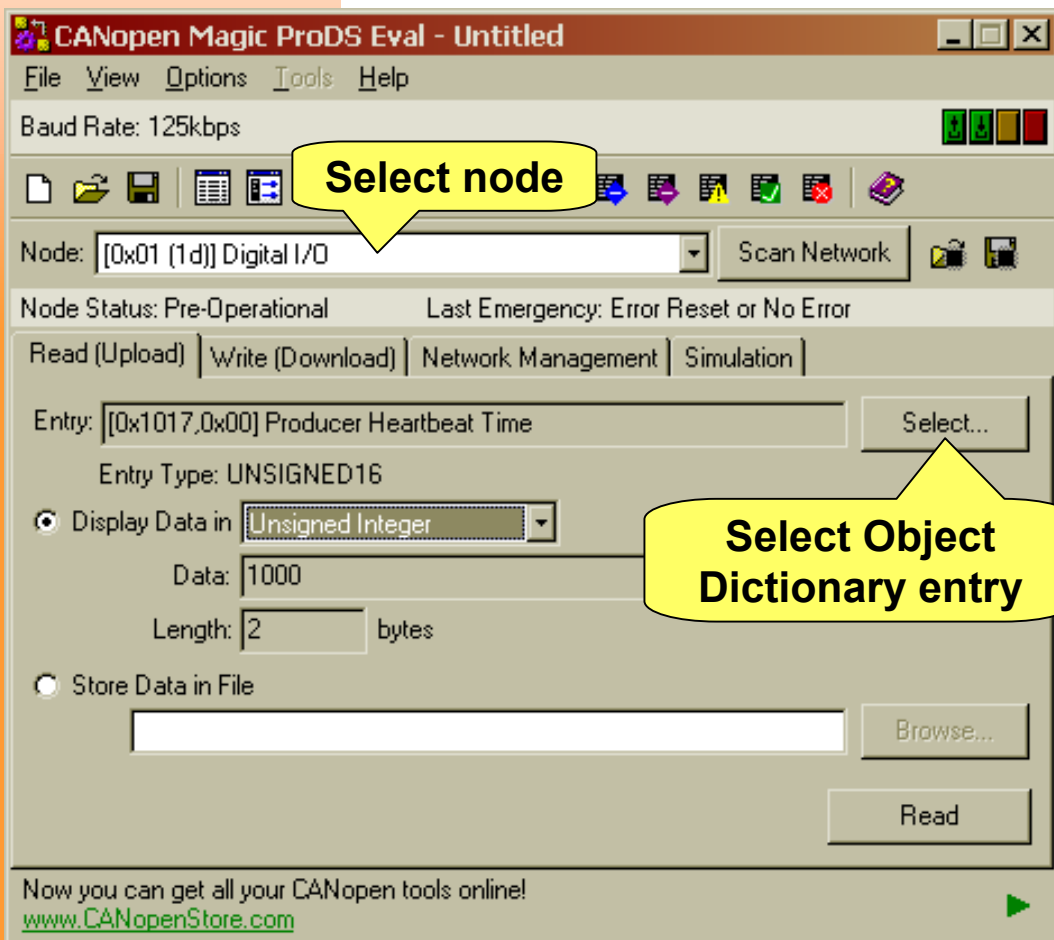 CANopen Magic ProDS Eval - Untitled
File View Options Tools Help
Baud Rate: 125kbps
Select node
Node: [0x01 (1d)] Digital I/O Scan Network
Node Status: Pre-Operational Last Emergency: Error Reset or No Error
Read (Upload) Write (Download) Network Management Simulation
Entry: [0x1017,0x00] Producer Heartbeat Time Select...
Entry Type: UNSIGNED16
Display Data in Unsigned Integer
Select Object
Dictionary entry
Data: 1000
Length: 2 bytes
Store Data in File
Browse...
Read
Now you can get all your CANopen tools online!
www.CANopenStore.com